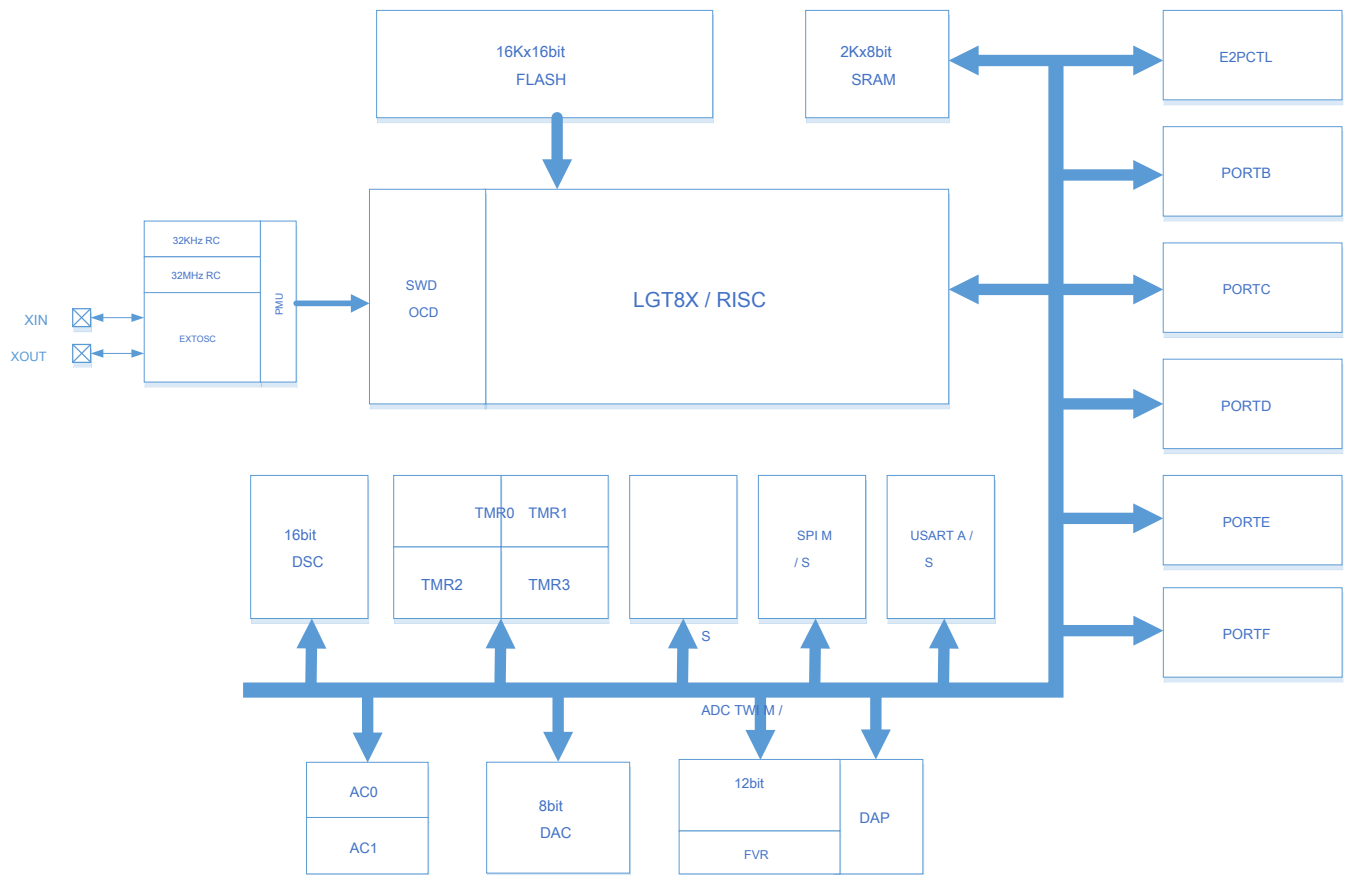 16Kx16bit
FLASH
2Kx8bit
SRAM
E2PCTL
PORTB
32KHz RC
32MHz RC
EXTOSC
PMU
XIN
XOUT
SWD
OCD
LGT8X / RISC
PORTC
PORTD
16bit
DSC
TMR0
TMR1
TMR2
TMR3
SPI M
/ S
USART A /
S
PORTE
S
PORTF
ADC TWI M /
AC0
AC1
8bit
DAC
12bit
FVR
DAP